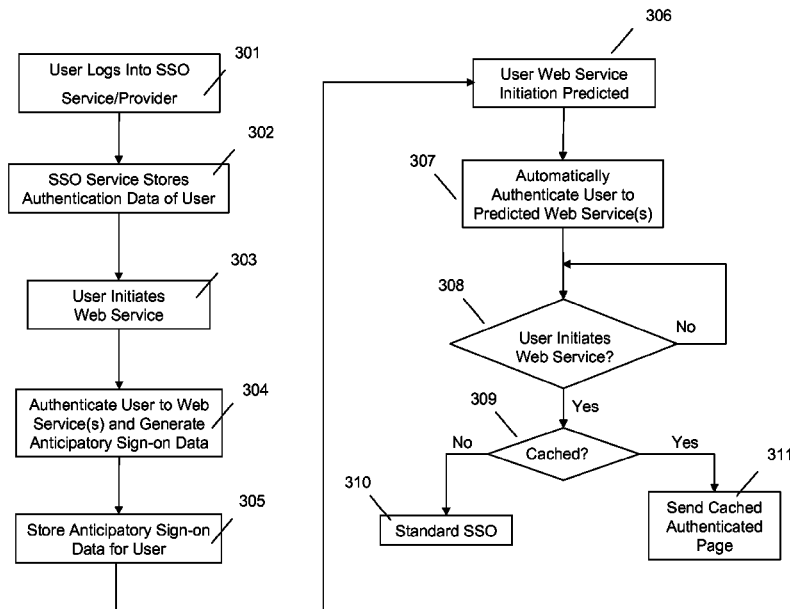 301
User Logs Into SSO
Service/Provider
302
SSO Service Stores
Authentication Data of User
303
User Initiates
Web Service
304
Authenticate User to Web
Service(s) and Generate
Anticipatory Sign-on Data
305
Store Anticipatory Sign-on
Data for User
306
User Web Service
Initiation Predicted
307
Automatically
Authenticate User to
Predicted Web Service(s)
308
User Initiates
Web Service?
No
Yes
309
Cached?
No
Yes
310
Standard SSO
311
Send Cached
Authenticated
Page